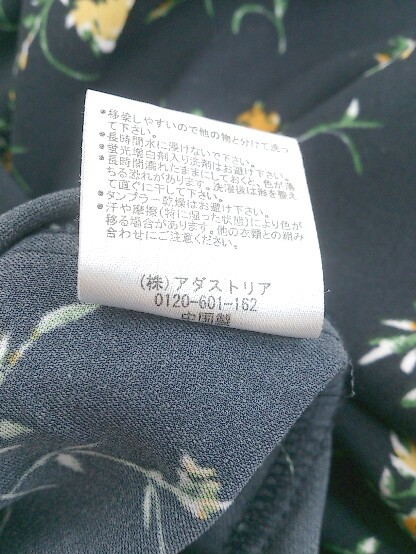 ・移染しやすいので他の物と分けて洗っ
て下さい。
・長時間水に浸けないで下さい。
・蛍光増白剤入り洗剤はお避け下さい。
・長時間濡れたままにしておくと、色が落
ちる恐れがあります。洗濯後は形を整え
て直ぐに干して下さい。
・タンブラー乾燥はお避け下さい。
・汗や摩擦(特に湿った状態)により色が
移る場合があります。他の衣類との組み
合わせにご注意ください。
(株)アダストリア
0120-601-162
中国製